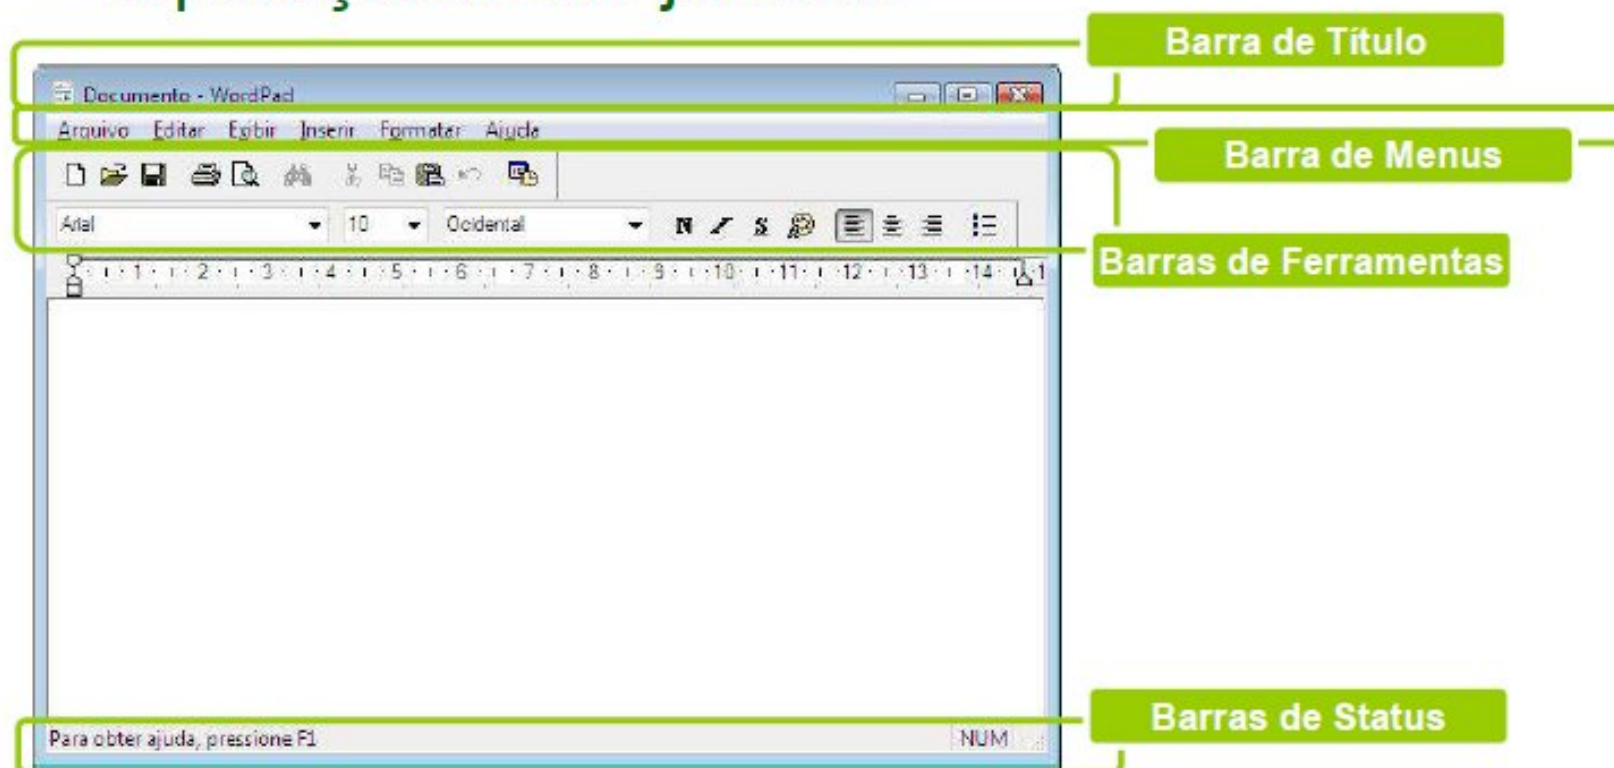 Barra de Título
Documento - WordPad
Arquivo Editar Exibir Inserir Formatar Ajuda
Barra de Menus
Arial 10 Ocidental N I S
Barras de Ferramentas
1 2 3 4 5 6 7 8 9 10 11 12 13 14 1
Barras de Status
Para obter ajuda, pressione F1 NUM